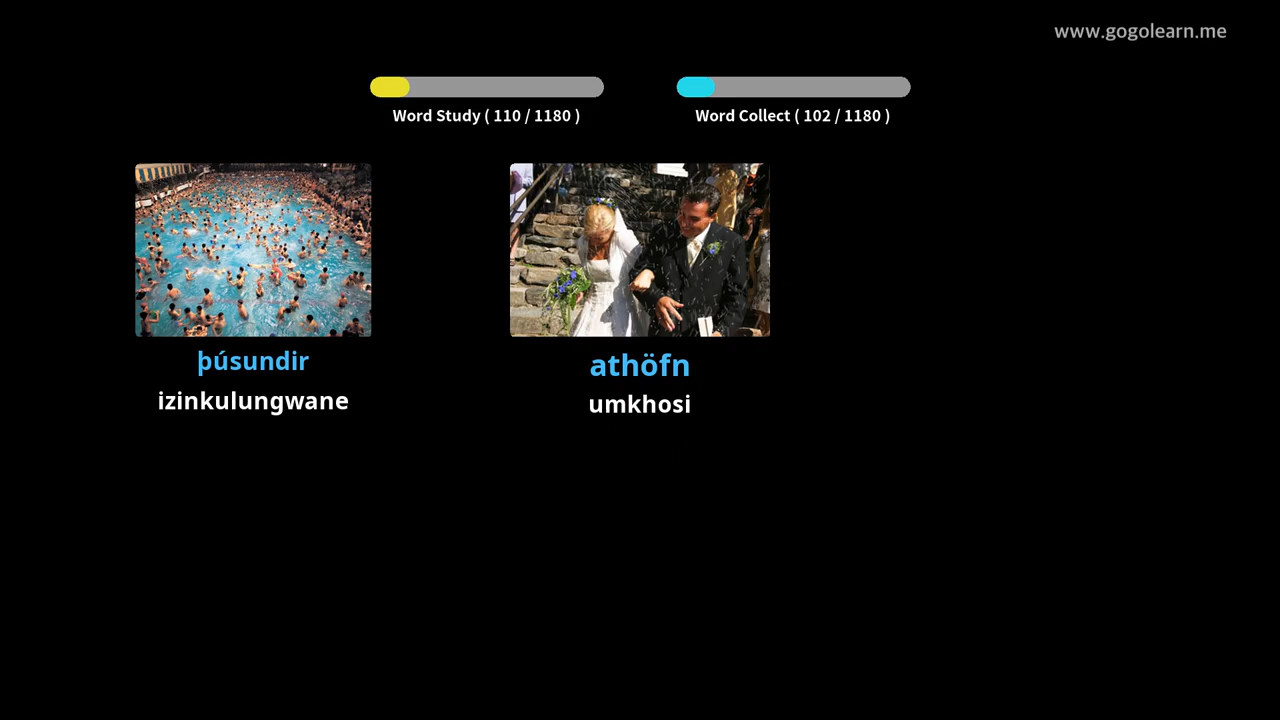 www.gogolearn.me
Word Study ( 110 / 1180 )
Word Collect ( 102 / 1180 )
þúsundir
izinkulungwane
athöfn
umkhosi